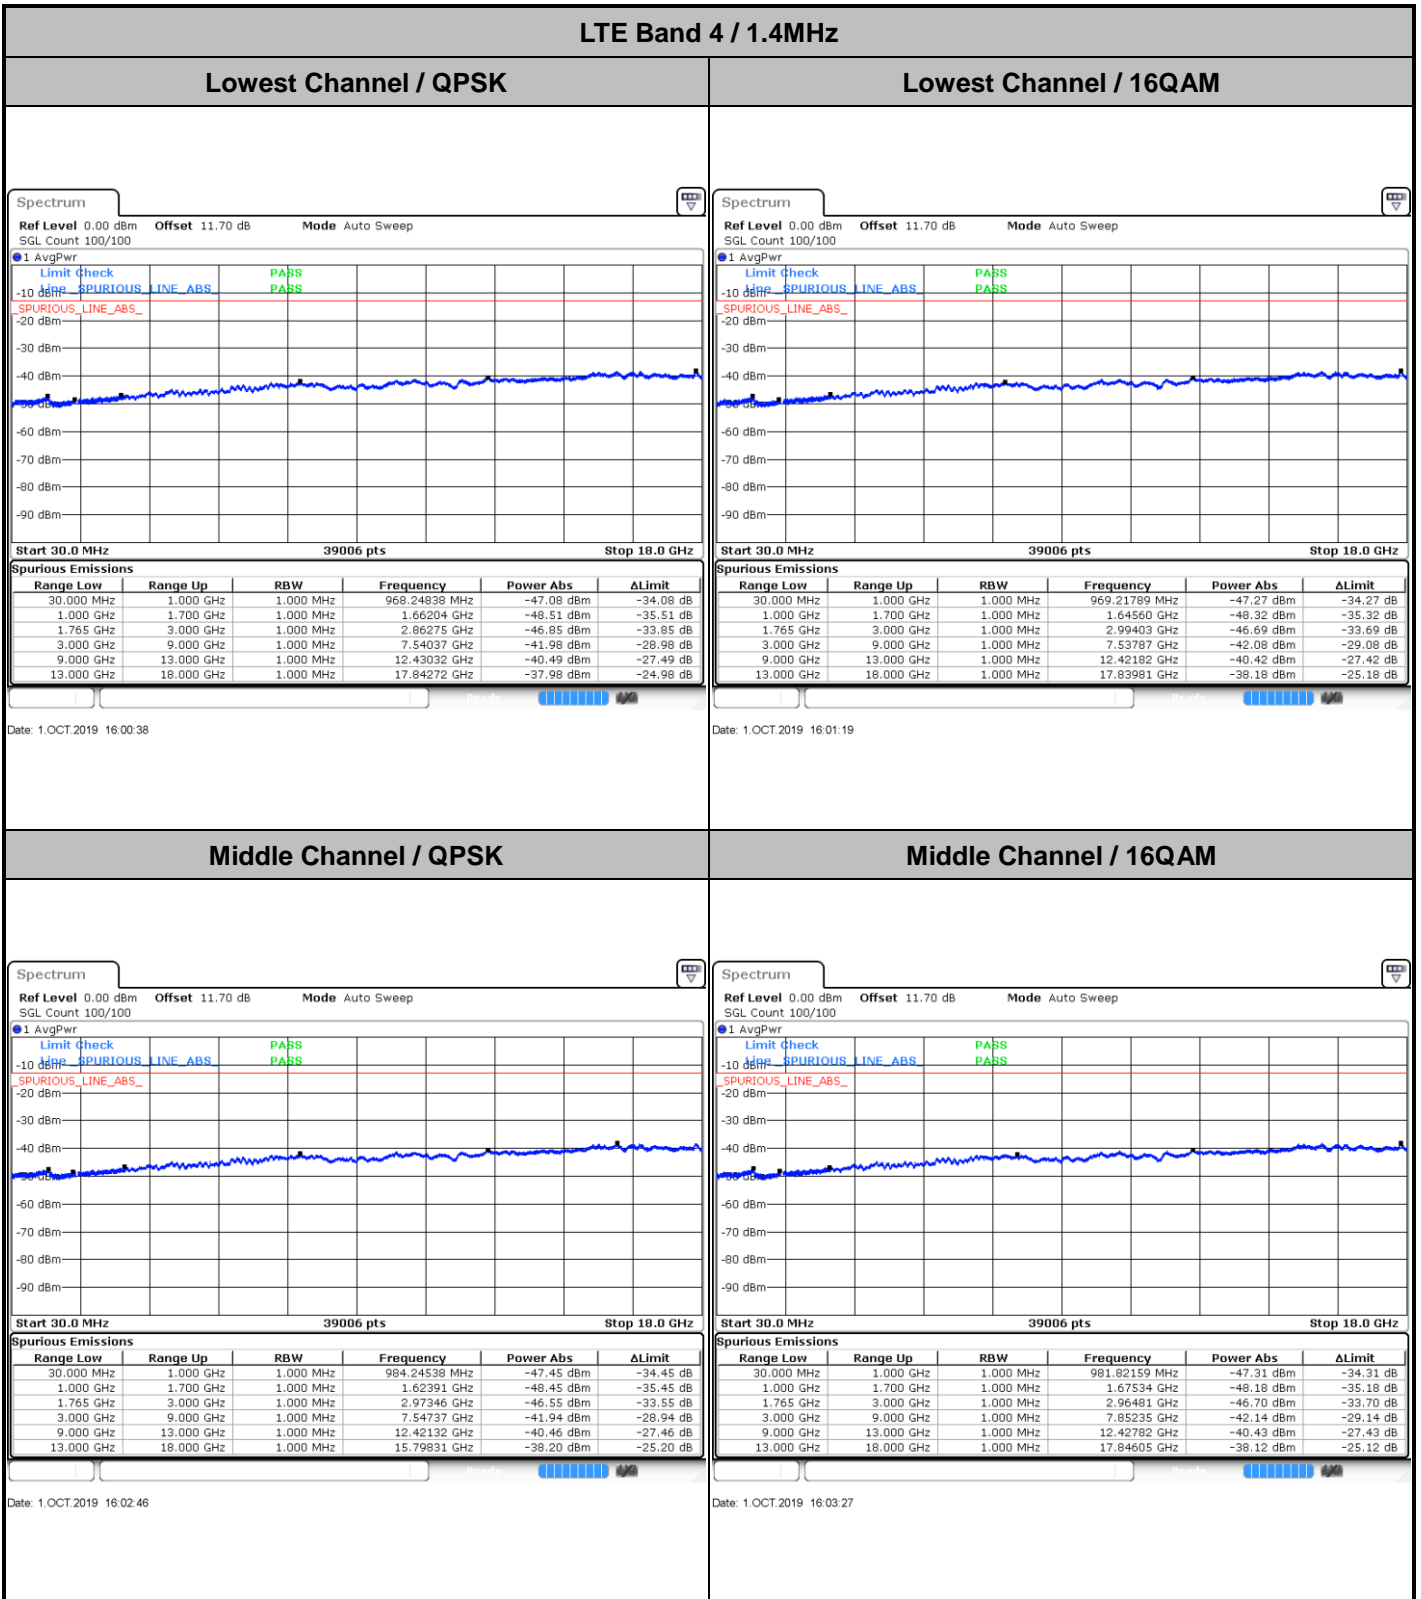 LTE Band 4 / 1.4MHz
Lowest Channel / QPSK
Lowest Channel / 16QAM
Spectrum
Ref Level 0.00 dBm Offset 11.70 dB Mode Auto Sweep
SGL Count 100/100
1 AvgPwr
Limit Check PASS
Line _SPURIOUS_LINE_ABS_ PASS
-10 dBm
_SPURIOUS_LINE_ABS_
-20 dBm
-30 dBm
-40 dBm
-50 dBm
-60 dBm
-70 dBm
-80 dBm
-90 dBm
Start 30.0 MHz 39006 pts Stop 18.0 GHz
Spurious Emissions
Range Low Range Up RBW Frequency Power Abs ΔLimit
30.000 MHz 1.000 GHz 1.000 MHz 968.24838 MHz -47.08 dBm -34.08 dB
1.000 GHz 1.700 GHz 1.000 MHz 1.66204 GHz -48.51 dBm -35.51 dB
1.765 GHz 3.000 GHz 1.000 MHz 2.86275 GHz -46.85 dBm -33.85 dB
3.000 GHz 9.000 GHz 1.000 MHz 7.54037 GHz -41.98 dBm -28.98 dB
9.000 GHz 13.000 GHz 1.000 MHz 12.43032 GHz -40.49 dBm -27.49 dB
13.000 GHz 18.000 GHz 1.000 MHz 17.84272 GHz -37.98 dBm -24.98 dB
Ready
Date: 1.OCT.2019 16:00:38
Spectrum
Ref Level 0.00 dBm Offset 11.70 dB Mode Auto Sweep
SGL Count 100/100
1 AvgPwr
Limit Check PASS
Line _SPURIOUS_LINE_ABS_ PASS
-10 dBm
_SPURIOUS_LINE_ABS_
-20 dBm
-30 dBm
-40 dBm
-50 dBm
-60 dBm
-70 dBm
-80 dBm
-90 dBm
Start 30.0 MHz 39006 pts Stop 18.0 GHz
Spurious Emissions
Range Low Range Up RBW Frequency Power Abs ΔLimit
30.000 MHz 1.000 GHz 1.000 MHz 969.21789 MHz -47.27 dBm -34.27 dB
1.000 GHz 1.700 GHz 1.000 MHz 1.64560 GHz -48.32 dBm -35.32 dB
1.765 GHz 3.000 GHz 1.000 MHz 2.99403 GHz -46.69 dBm -33.69 dB
3.000 GHz 9.000 GHz 1.000 MHz 7.53787 GHz -42.08 dBm -29.08 dB
9.000 GHz 13.000 GHz 1.000 MHz 12.42182 GHz -40.42 dBm -27.42 dB
13.000 GHz 18.000 GHz 1.000 MHz 17.83981 GHz -38.18 dBm -25.18 dB
Date: 1.OCT.2019 16:01:19
Middle Channel / QPSK
Middle Channel / 16QAM
Spectrum
Ref Level 0.00 dBm Offset 11.70 dB Mode Auto Sweep
SGL Count 100/100
1 AvgPwr
Limit Check PASS
Line _SPURIOUS_LINE_ABS_ PASS
-10 dBm
_SPURIOUS_LINE_ABS_
-20 dBm
-30 dBm
-40 dBm
-50 dBm
-60 dBm
-70 dBm
-80 dBm
-90 dBm
Start 30.0 MHz 39006 pts Stop 18.0 GHz
Spurious Emissions
Range Low Range Up RBW Frequency Power Abs ΔLimit
30.000 MHz 1.000 GHz 1.000 MHz 984.24538 MHz -47.45 dBm -34.45 dB
1.000 GHz 1.700 GHz 1.000 MHz 1.62391 GHz -48.45 dBm -35.45 dB
1.765 GHz 3.000 GHz 1.000 MHz 2.97346 GHz -46.55 dBm -33.55 dB
3.000 GHz 9.000 GHz 1.000 MHz 7.54737 GHz -41.94 dBm -28.94 dB
9.000 GHz 13.000 GHz 1.000 MHz 12.42132 GHz -40.46 dBm -27.46 dB
13.000 GHz 18.000 GHz 1.000 MHz 15.79831 GHz -38.20 dBm -25.20 dB
Ready
Date: 1.OCT.2019 16:02:46
Spectrum
Ref Level 0.00 dBm Offset 11.70 dB Mode Auto Sweep
SGL Count 100/100
1 AvgPwr
Limit Check PASS
Line _SPURIOUS_LINE_ABS_ PASS
-10 dBm
_SPURIOUS_LINE_ABS_
-20 dBm
-30 dBm
-40 dBm
-50 dBm
-60 dBm
-70 dBm
-80 dBm
-90 dBm
Start 30.0 MHz 39006 pts Stop 18.0 GHz
Spurious Emissions
Range Low Range Up RBW Frequency Power Abs ΔLimit
30.000 MHz 1.000 GHz 1.000 MHz 981.82159 MHz -47.31 dBm -34.31 dB
1.000 GHz 1.700 GHz 1.000 MHz 1.67534 GHz -48.18 dBm -35.18 dB
1.765 GHz 3.000 GHz 1.000 MHz 2.96481 GHz -46.70 dBm -33.70 dB
3.000 GHz 9.000 GHz 1.000 MHz 7.85235 GHz -42.14 dBm -29.14 dB
9.000 GHz 13.000 GHz 1.000 MHz 12.42782 GHz -40.43 dBm -27.43 dB
13.000 GHz 18.000 GHz 1.000 MHz 17.84605 GHz -38.12 dBm -25.12 dB
Ready
Date: 1.OCT.2019 16:03:27